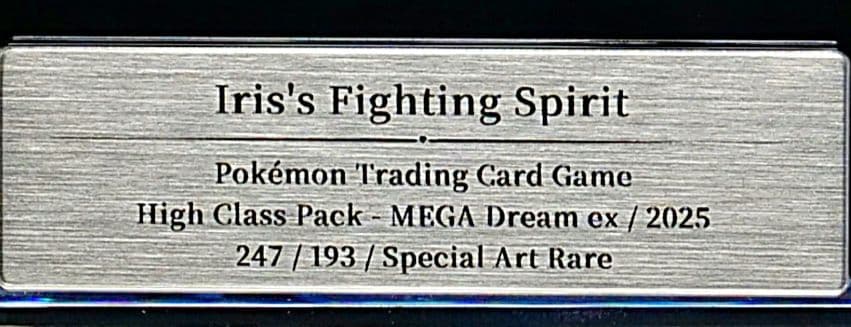 Iris's Fighting Spirit
Pokémon Trading Card Game
High Class Pack - MEGA Dream ex / 2025
247 / 193 / Special Art Rare